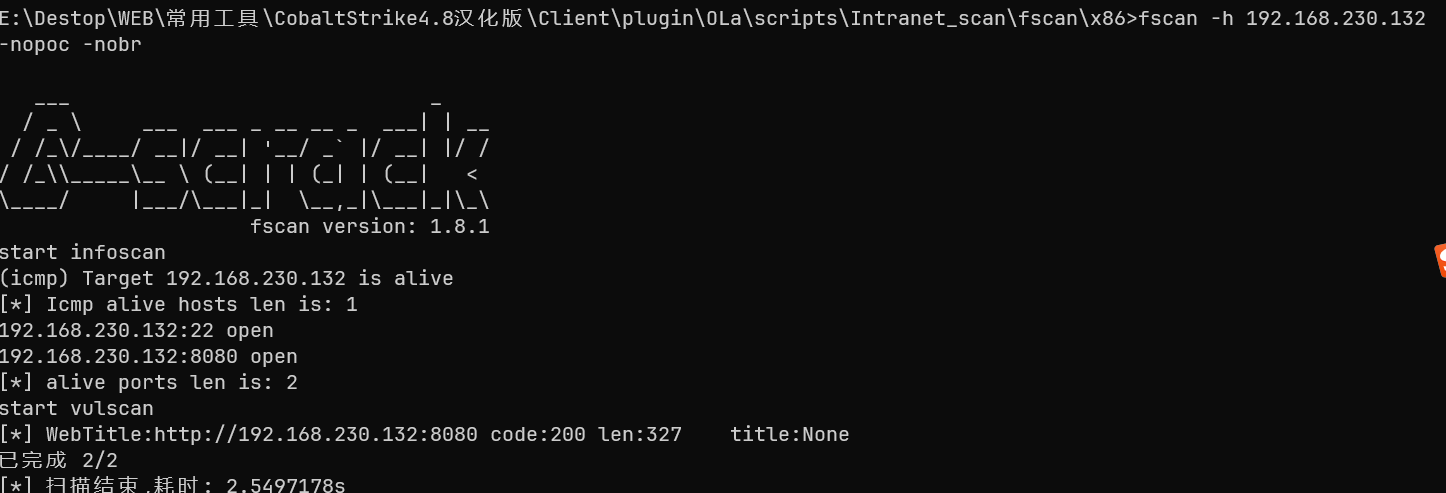 E:\Destop\WEB\常用工具\CobaltStrike4.8汉化版\Client\plugin\OLa\scripts\Intranet_scan\fscan\x86>fscan -h 192.168.230.132
-nopoc -nobr
   ___                              _
  / _ \     ___  ___ _ __ __ _  ___| | __
 / /_\/____/ __|/ __| '__/ _` |/ __| |/ /
/ /_\\_____\__ \ (__| | | (_| | (__|   <
\____/     |___/\___|_|  \__,_|\___|_|\_\
                     fscan version: 1.8.1
start infoscan
(icmp) Target 192.168.230.132 is alive
[*] Icmp alive hosts len is: 1
192.168.230.132:22 open
192.168.230.132:8080 open
[*] alive ports len is: 2
start vulscan
[*] WebTitle:http://192.168.230.132:8080 code:200 len:327    title:None
已完成 2/2
[*] 扫描结束,耗时: 2.5497178s